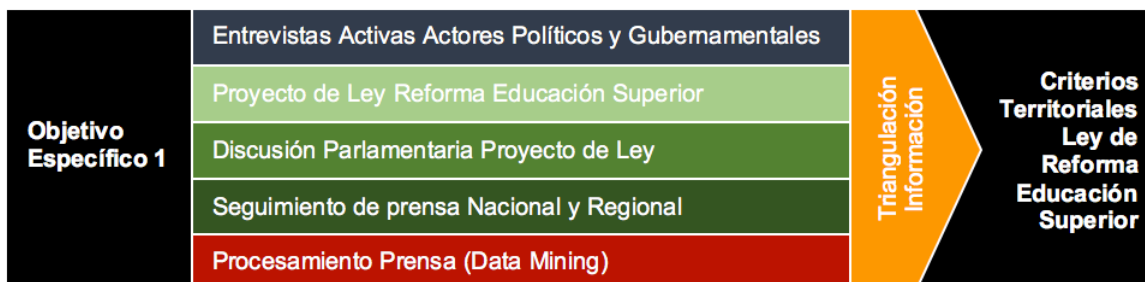 Objetivo
Específico 1
Entrevistas Activas Actores Políticos y Gubernamentales
Proyecto de Ley Reforma Educación Superior
Discusión Parlamentaria Proyecto de Ley
Seguimiento de prensa Nacional y Regional
Procesamiento Prensa (Data Mining)
Triangulación
Información
Criterios
Territoriales
Ley de
Reforma
Educación
Superior